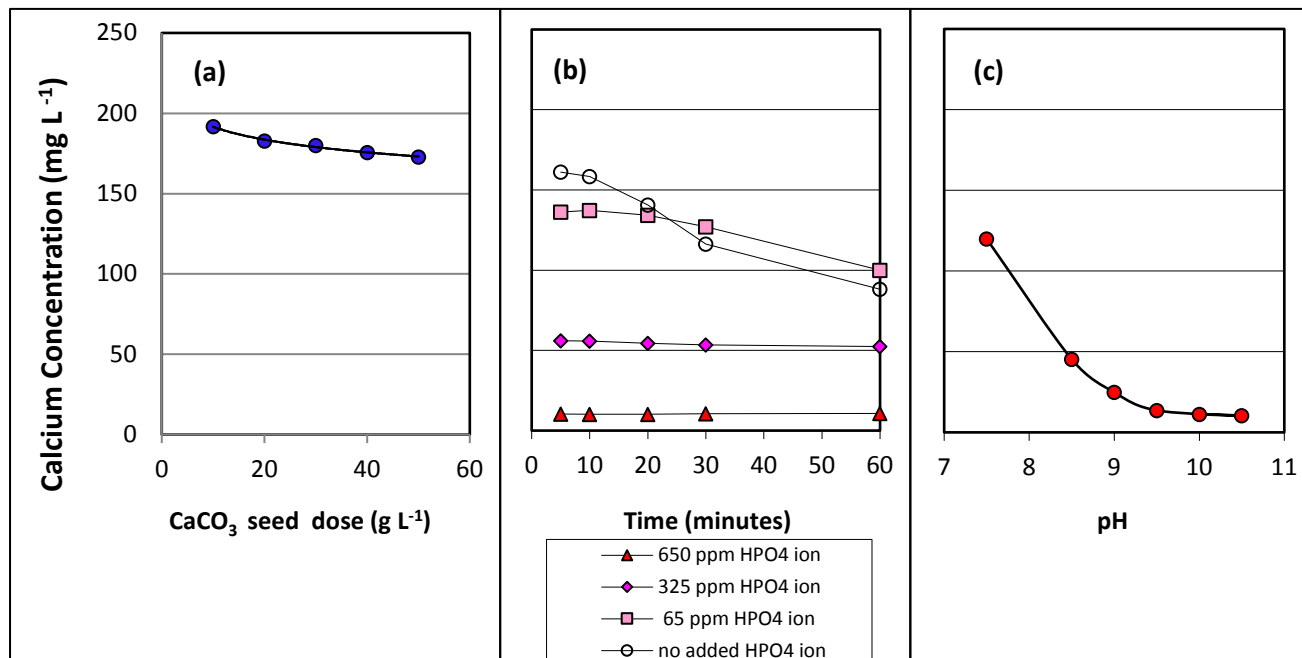 Calcium Concentration (mg L -1)
250
200
150
100
50
0
(a)
0 20 40 60
CaCO3 seed dose (g L-1)
(b)
0 10 20 30 40 50 60
Time (minutes)
650 ppm HPO4 ion
325 ppm HPO4 ion
65 ppm HPO4 ion
no added HPO4 ion
(c)
7 8 9 10 11
pH